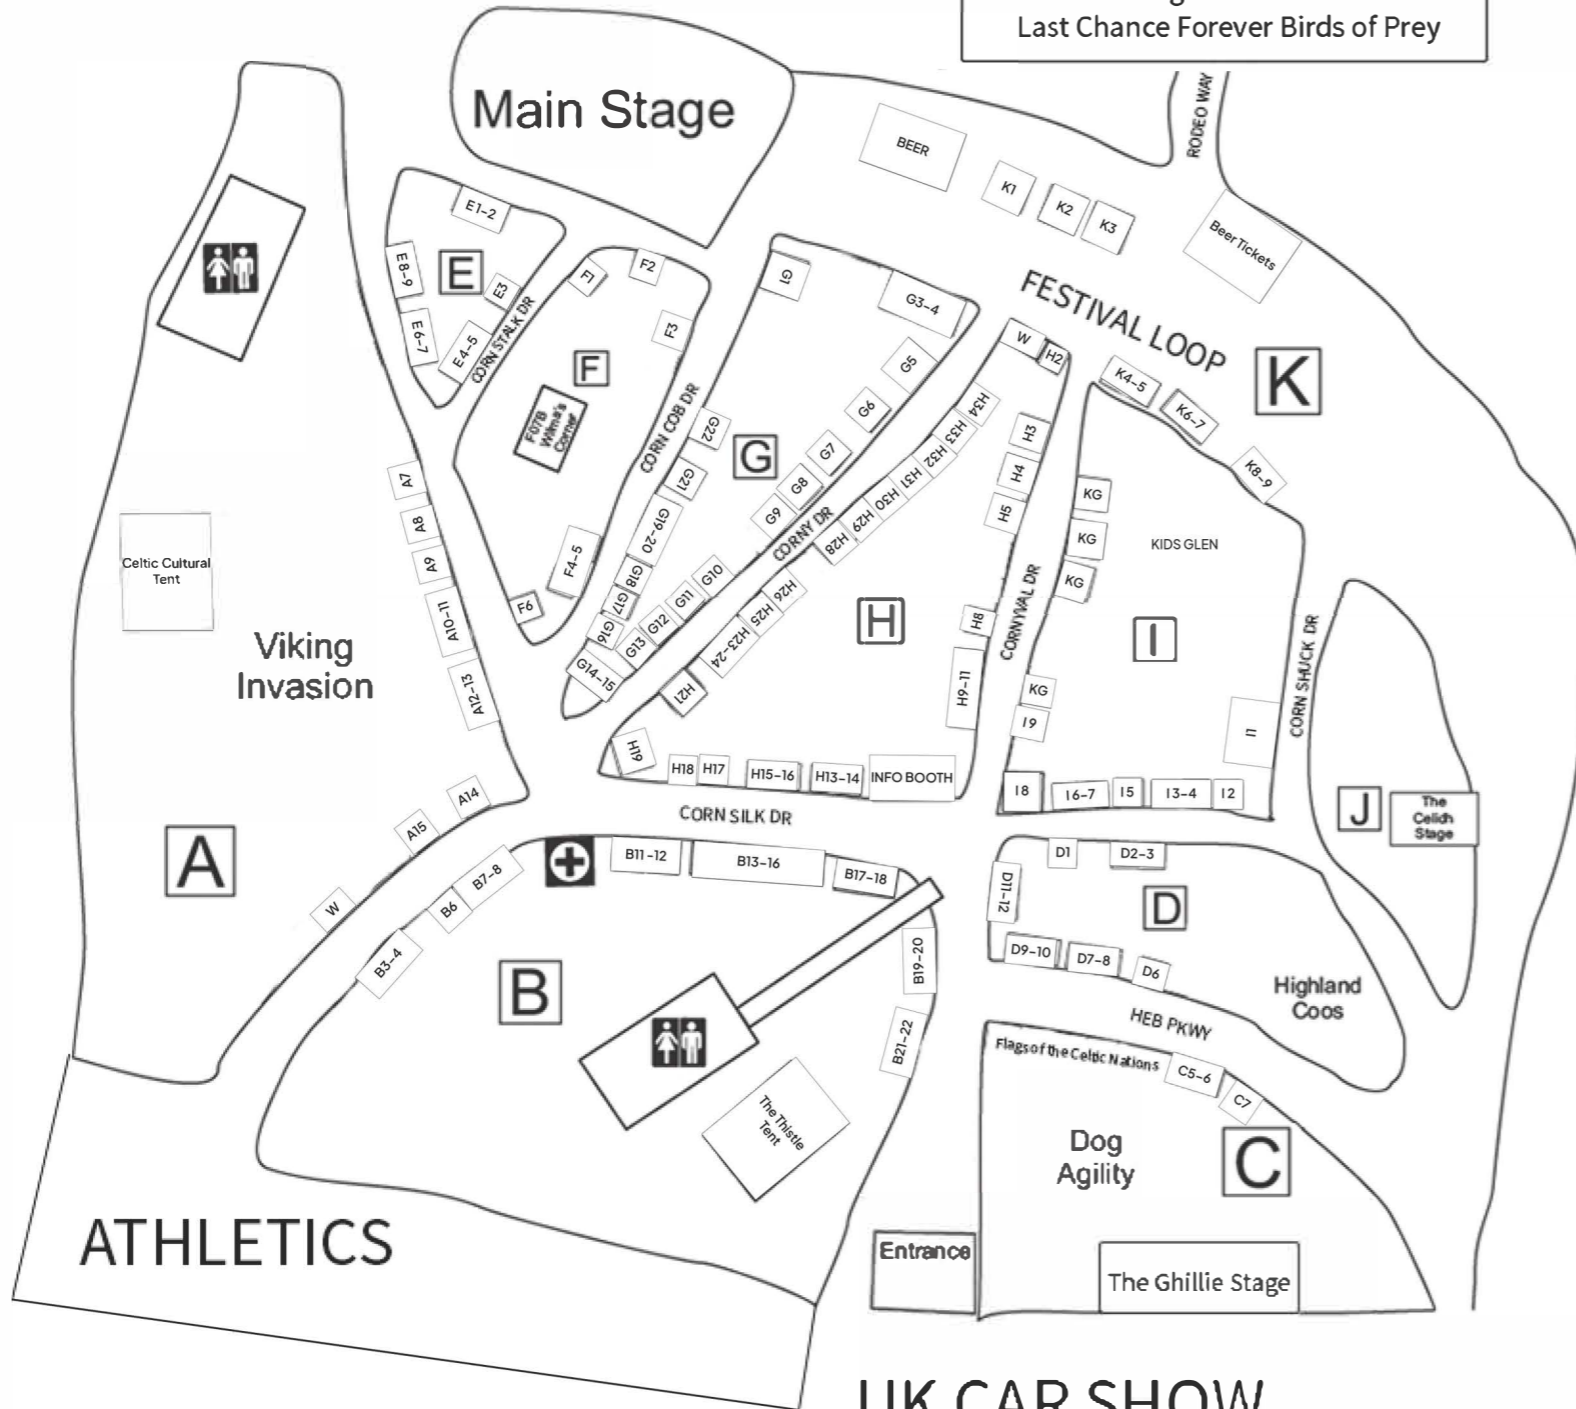 Last Chance Forever Birds of Prey
Main Stage
RODEO WAY
BEER
K1
K2
K3
Beer Tickets
FESTIVAL LOOP
K
K4-5
K6-7
K8-9
E1-2
E8-9
E
E3
E6-7
E4-5
CORN STALK DR
F1
F2
F3
F
F07B
Wilma's
Corner
F4-5
F6
CORN COB DR
G1
G3-4
G5
G6
G7
G8
G9
G
G22
G21
G19-20
G18
G17
G16
G14-15
G13
G12
G11
G10
CORNY DR
W
H2
H34
H33
H32
H31
H30
H29
H28
H26
H25
H23-24
H21
H19
H18
H17
H15-16
H13-14
INFO BOOTH
H
H3
H4
H5
H8
H9-11
CORNYVAL DR
KG
KG
KG
KIDS GLEN
I
KG
I9
I8
I6-7
I5
I3-4
I2
I1
CORN SHUCK DR
J
The
Celidh
Stage
A7
A8
A9
A10-11
A12-13
A14
A15
W
Celtic Cultural
Tent
Viking
Invasion
A
CORN SILK DR
B3-4
B6
B7-8
B11-12
B13-16
B17-18
B19-20
B21-22
B
The Thistle
Tent
D1
D2-3
D11-12
D
D9-10
D7-8
D6
Highland
Coos
HEB PKWY
Flags of the Celtic Nations
C5-6
C7
Dog
Agility
C
Entrance
The Ghillie Stage
ATHLETICS
UK CAR SHOW